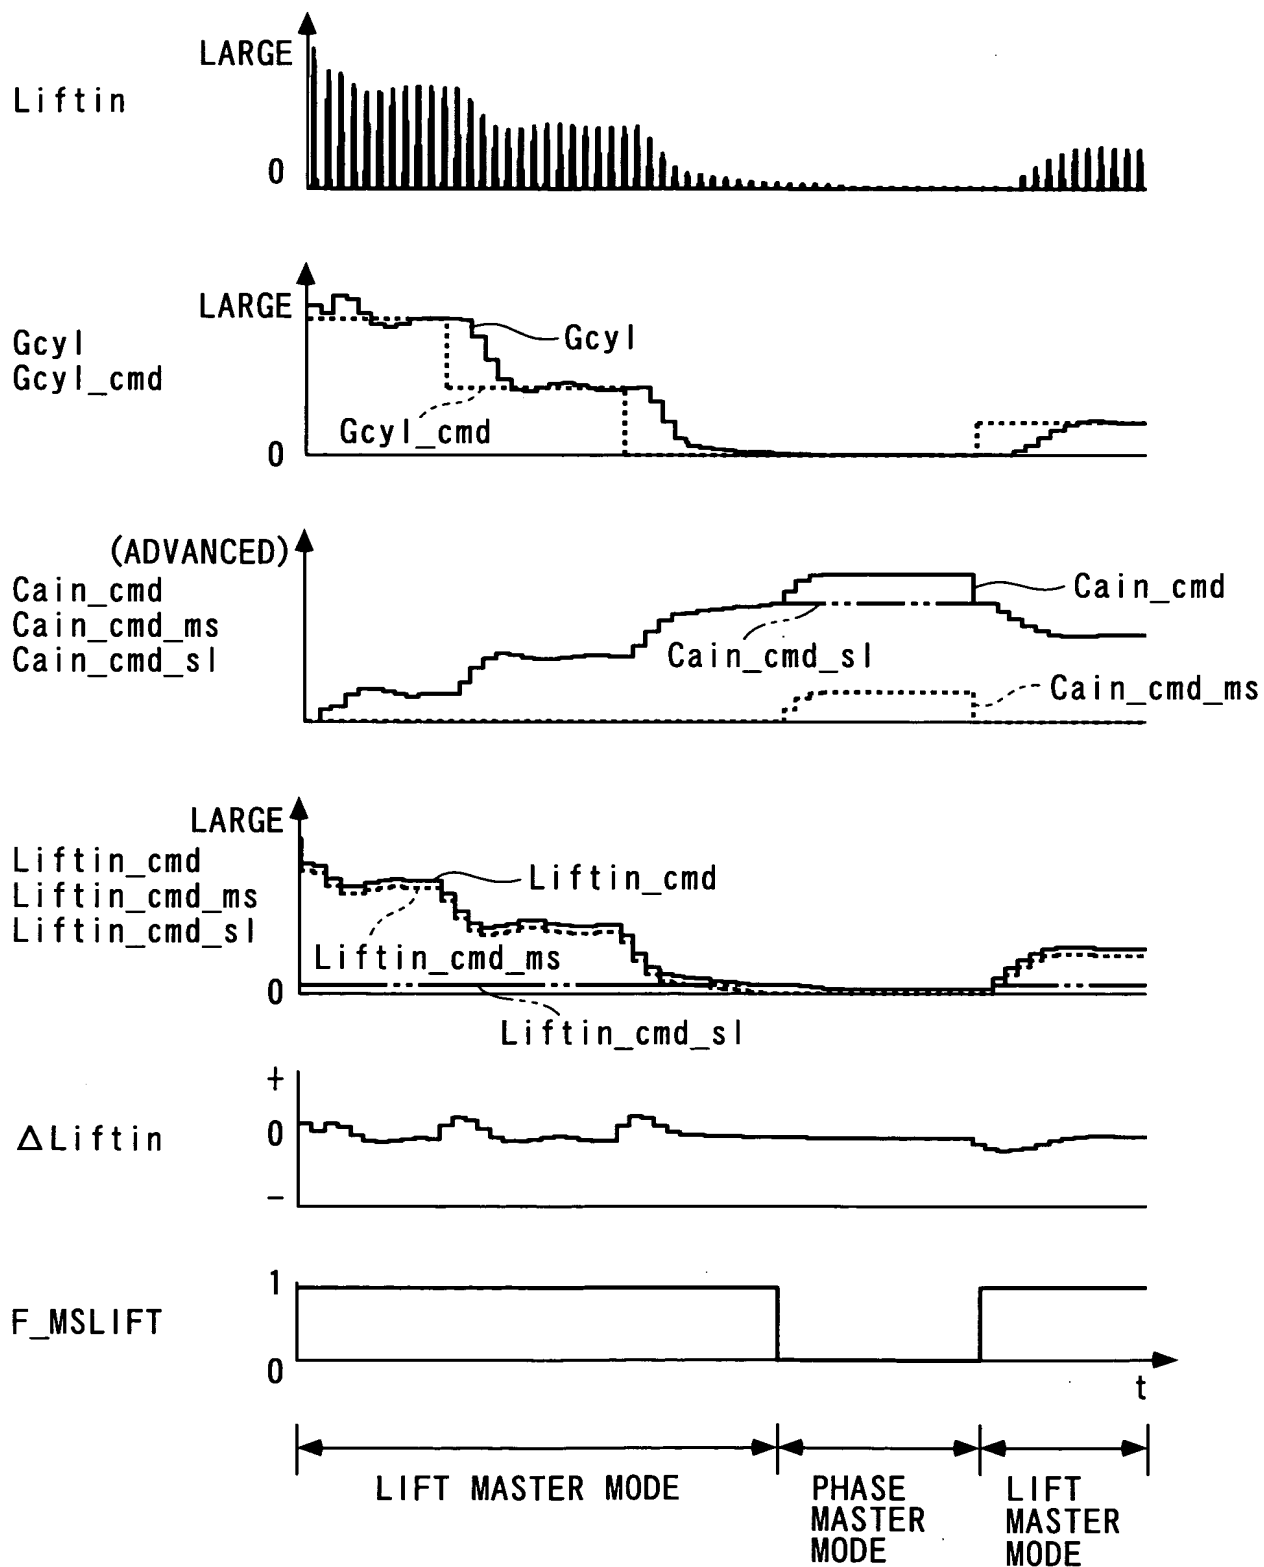 LARGE
Liftin
0
LARGE
Gcyl
Gcyl
Gcyl_cmd
Gcyl_cmd
0
(ADVANCED)
Cain_cmd
Cain_cmd
Cain_cmd_ms
Cain_cmd_sl
Cain_cmd_sl
Cain_cmd_ms
LARGE
Liftin_cmd
Liftin_cmd
Liftin_cmd_ms
Liftin_cmd_sl
Liftin_cmd_ms
0
Liftin_cmd_sl
+
0
ΔLiftin
−
1
F_MSLIFT
0
t
LIFT MASTER MODE
PHASE
MASTER
MODE
LIFT
MASTER
MODE